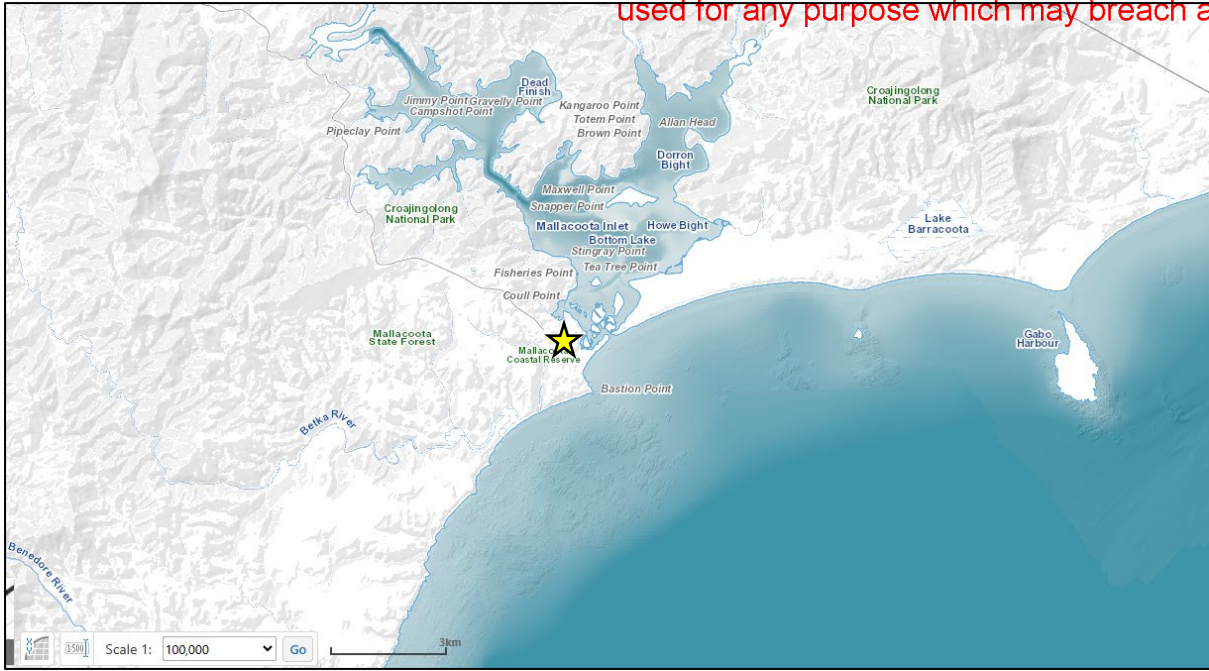 used for any purpose which may breach a
Dead
Finish
Jimmy Point
Gravelly Point
Campshot Point
Kangaroo Point
Totem Point
Brown Point
Allan Head
Croajingolong
National Park
Pipeclay Point
Dorron
Bight
Maxwell Point
Snapper Point
Croajingolong
National Park
Mallacoota Inlet
Howe Bight
Bottom Lake
Stingray Point
Lake
Barracoota
Fisheries Point
Tea Tree Point
Coull Point
Mallacoota
State Forest
Coastal Reserve
Gabo
Harbour
Bastion Point
Betka River
Benedore River
Scale 1:
100,000
Go
3km